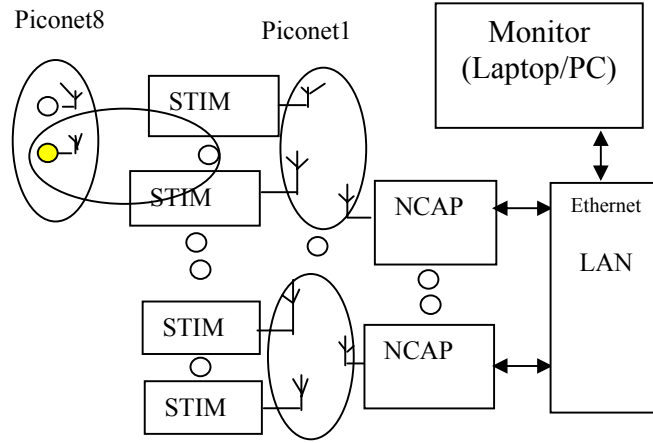 Piconet8
Piconet1
Monitor
(Laptop/PC)
STIM
STIM
NCAP
Ethernet
LAN
STIM
NCAP
STIM